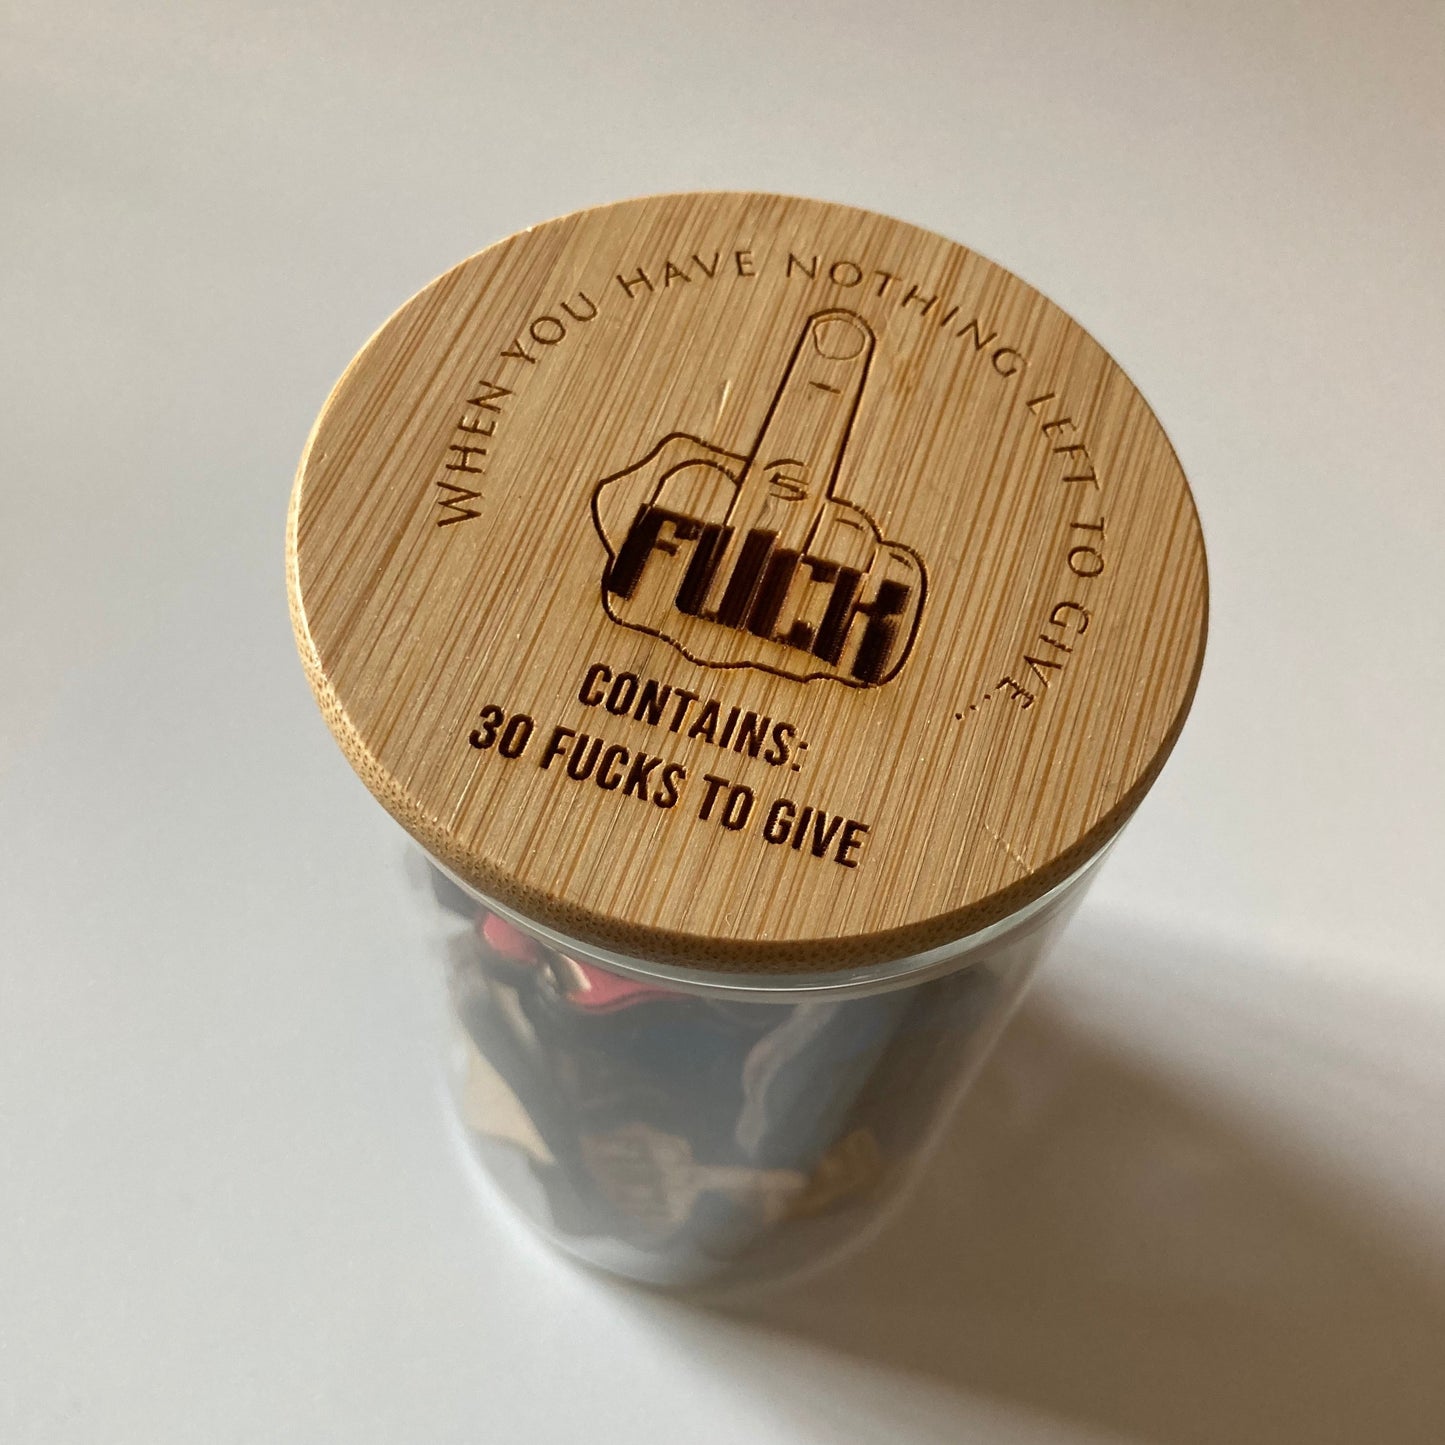 WHEN YOU HAVE NOTHING LEFT TO GIVE...
FUCK
CONTAINS:
30 FUCKS TO GIVE